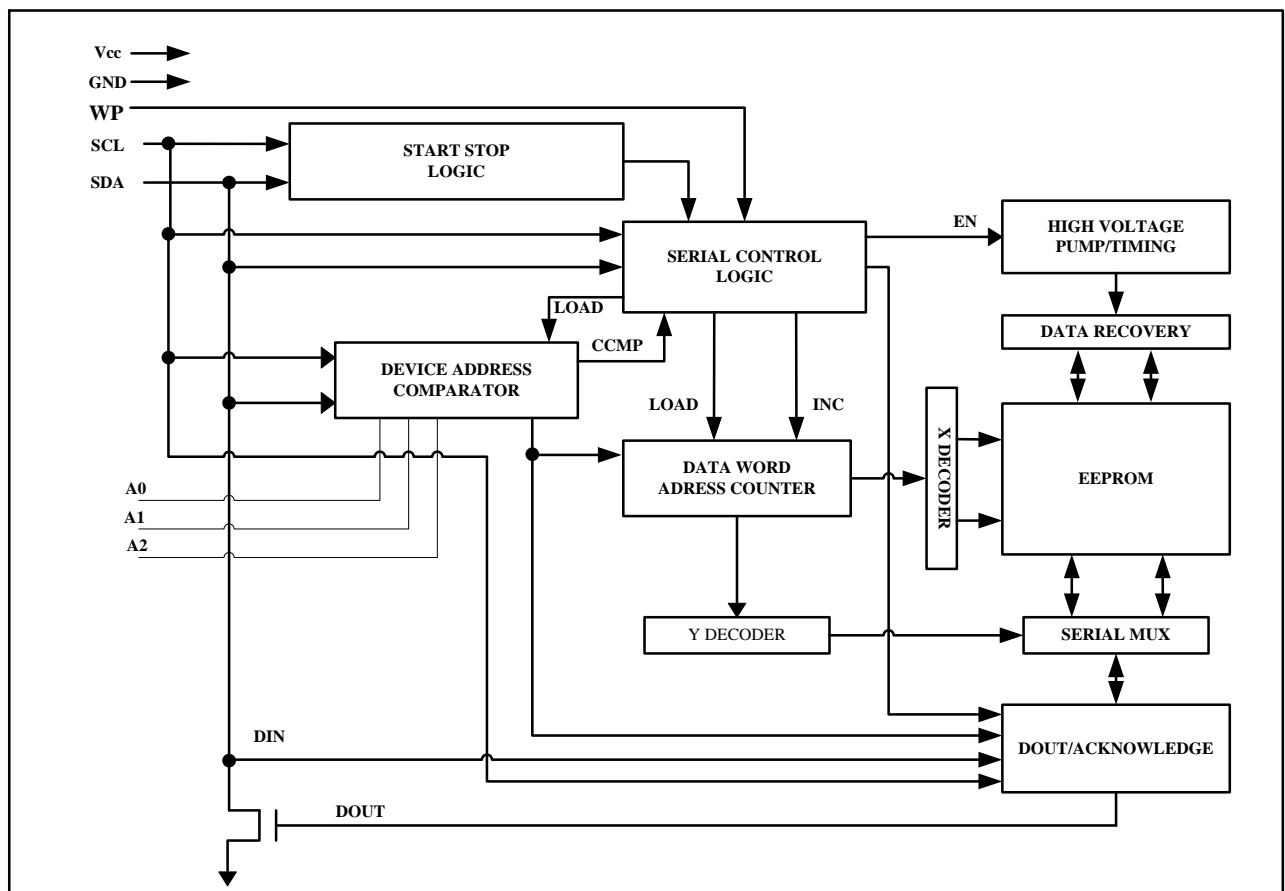 Vcc
GND
WP
SCL
SDA
START STOP
LOGIC
SERIAL CONTROL
LOGIC
EN
HIGH VOLTAGE
PUMP/TIMING
DATA RECOVERY
LOAD
CCMP
DEVICE ADDRESS
COMPARATOR
LOAD
INC
X DECODER
EEPROM
DATA WORD
ADRESS COUNTER
A0
A1
A2
Y DECODER
SERIAL MUX
DIN
DOUT/ACKNOWLEDGE
DOUT